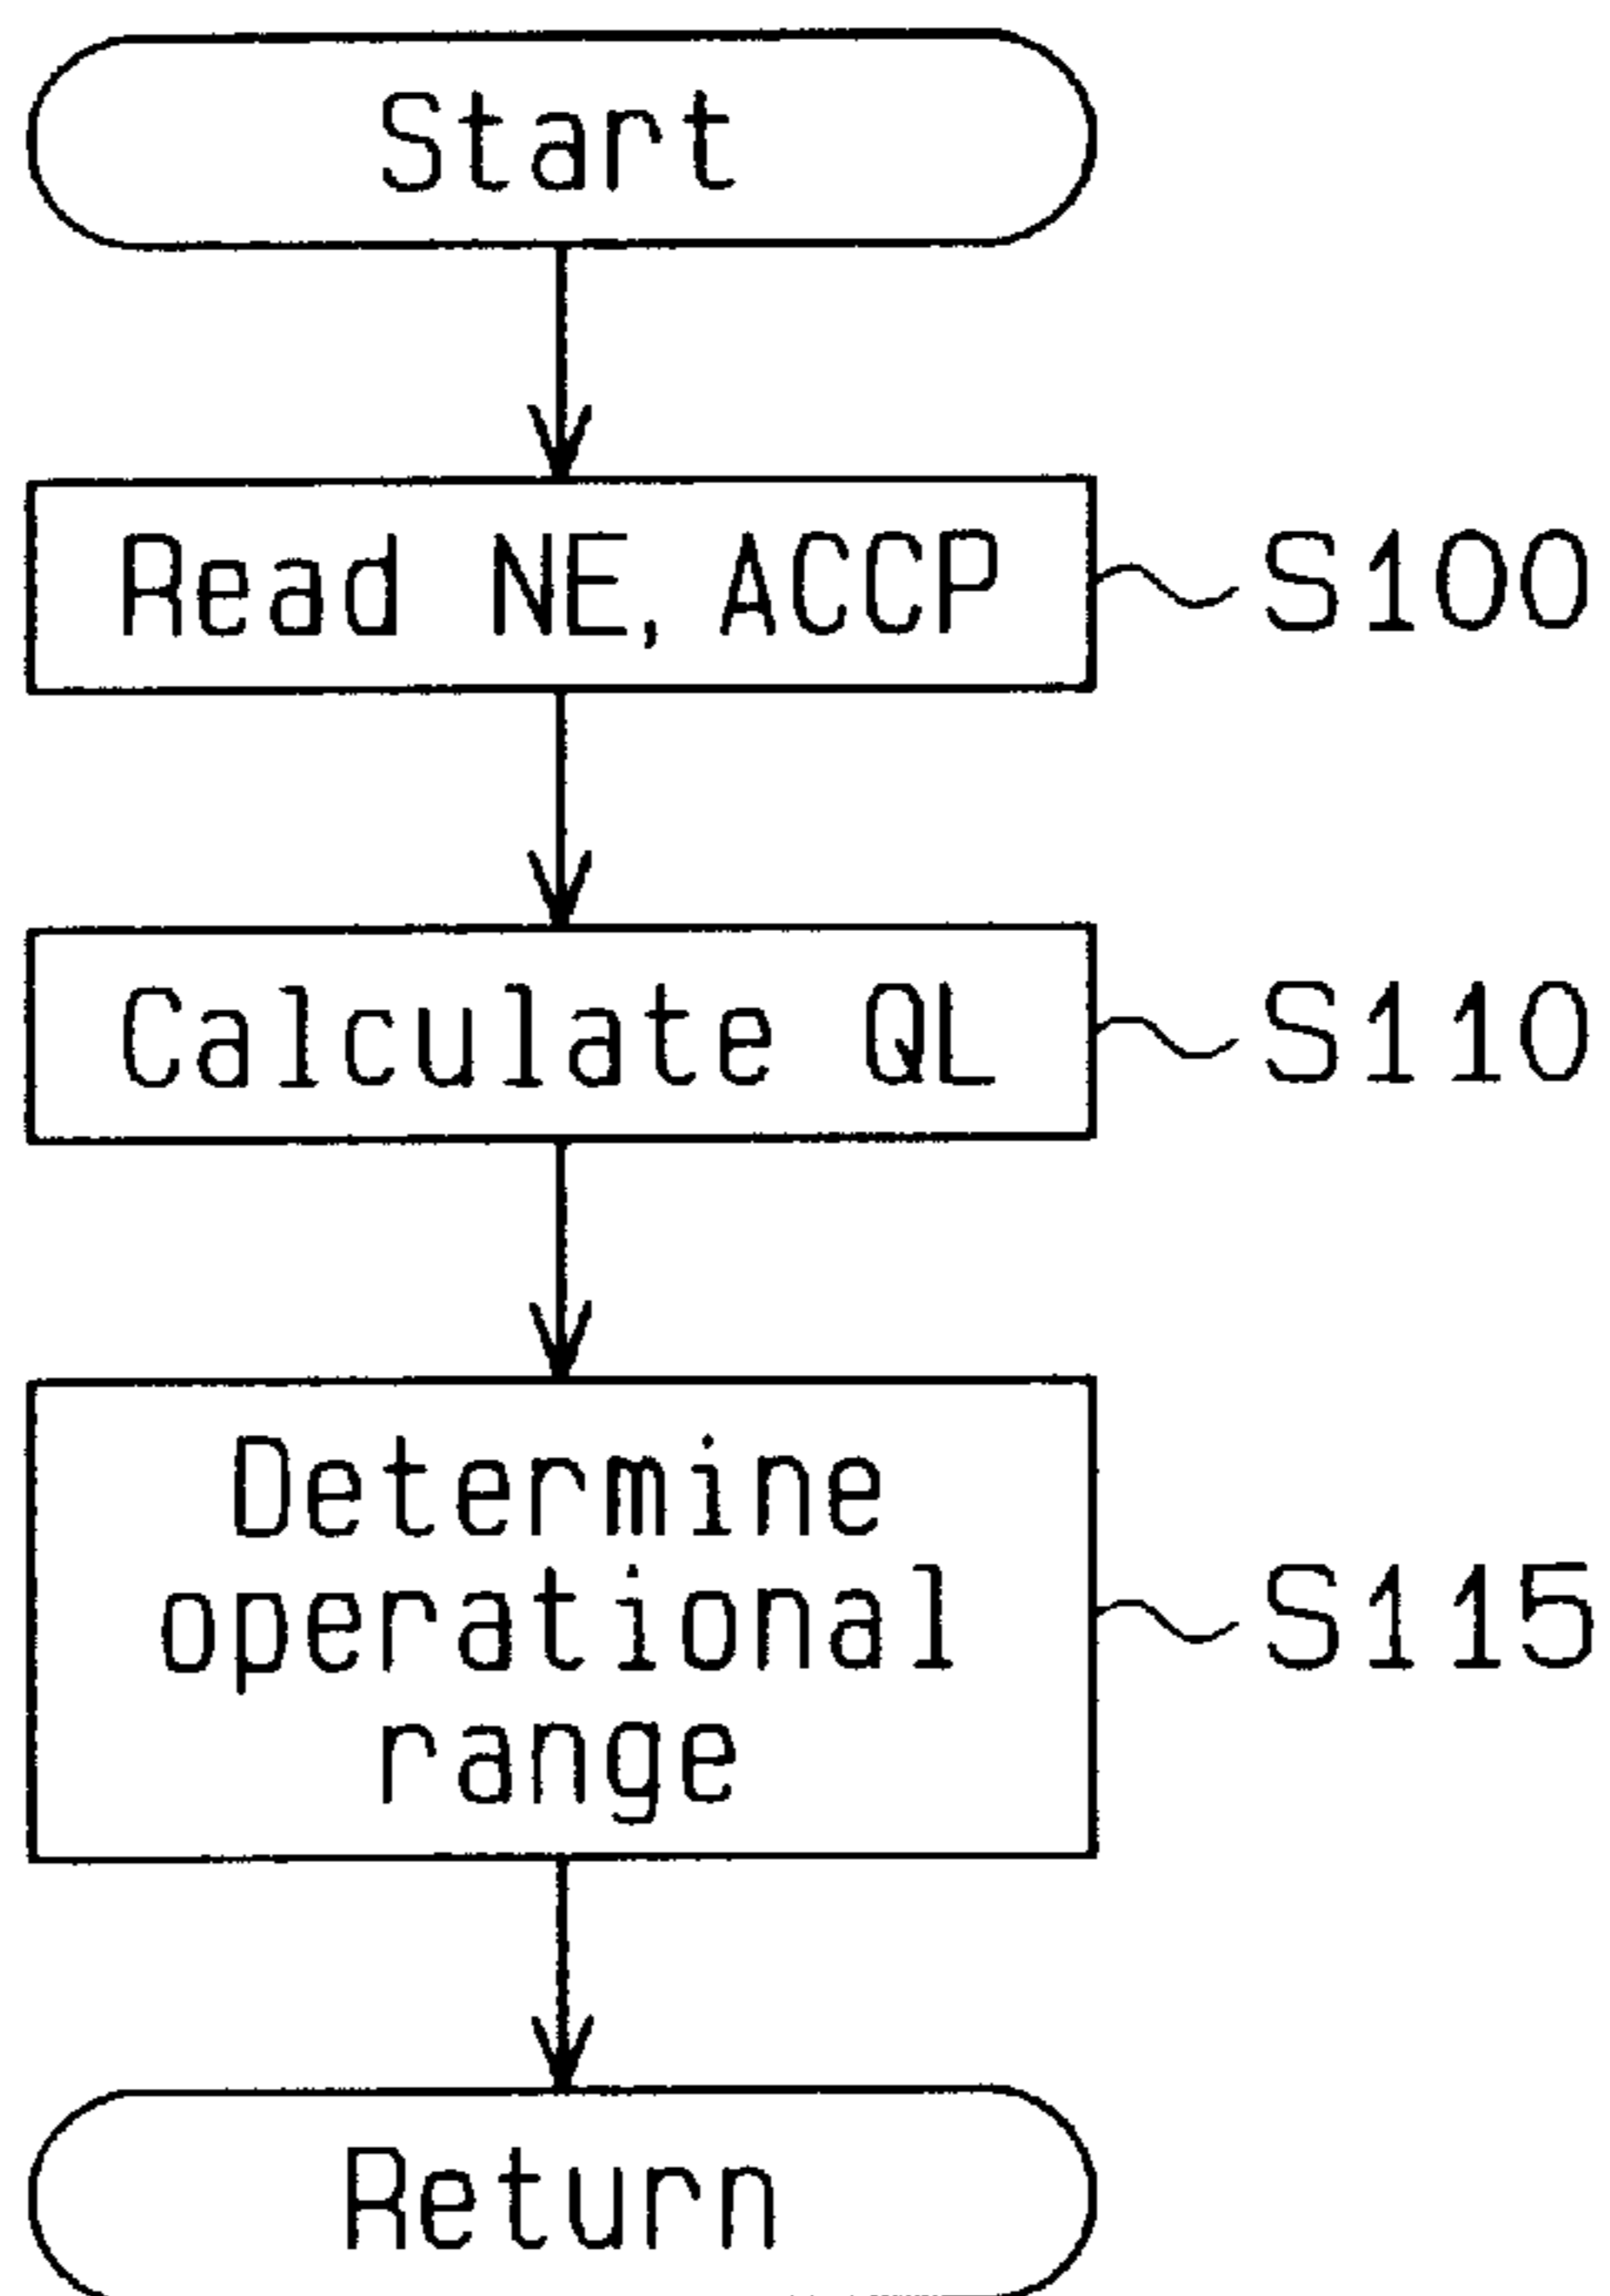 Start
Read NE, ACCP
S100
Calculate QL
S110
Determine
operational
range
S115
Return